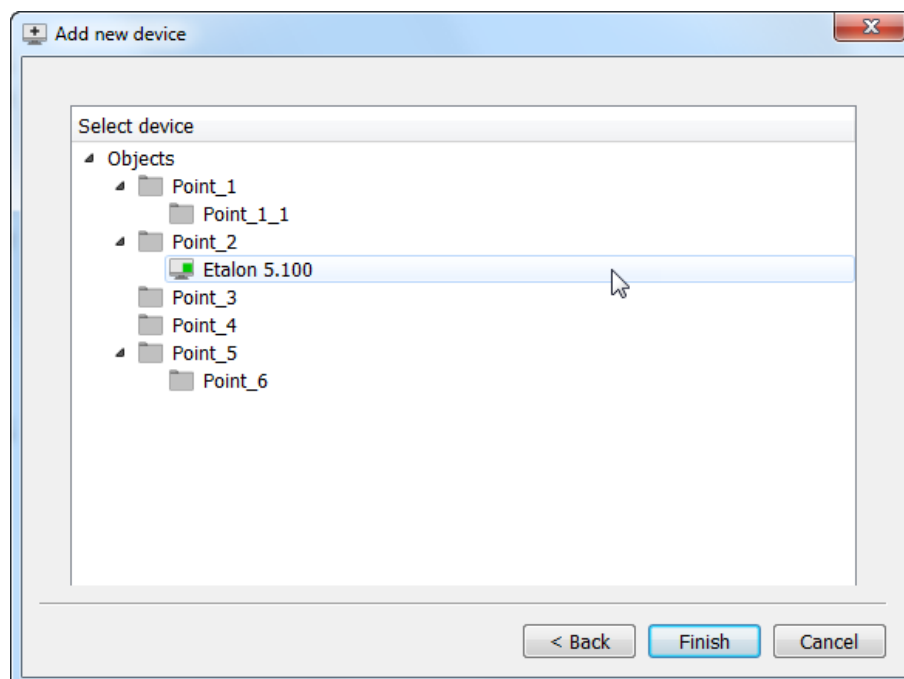 Add new device
Select device
Objects
Point_1
Point_1_1
Point_2
Etalon 5.100
Point_3
Point_4
Point_5
Point_6
< Back Finish Cancel